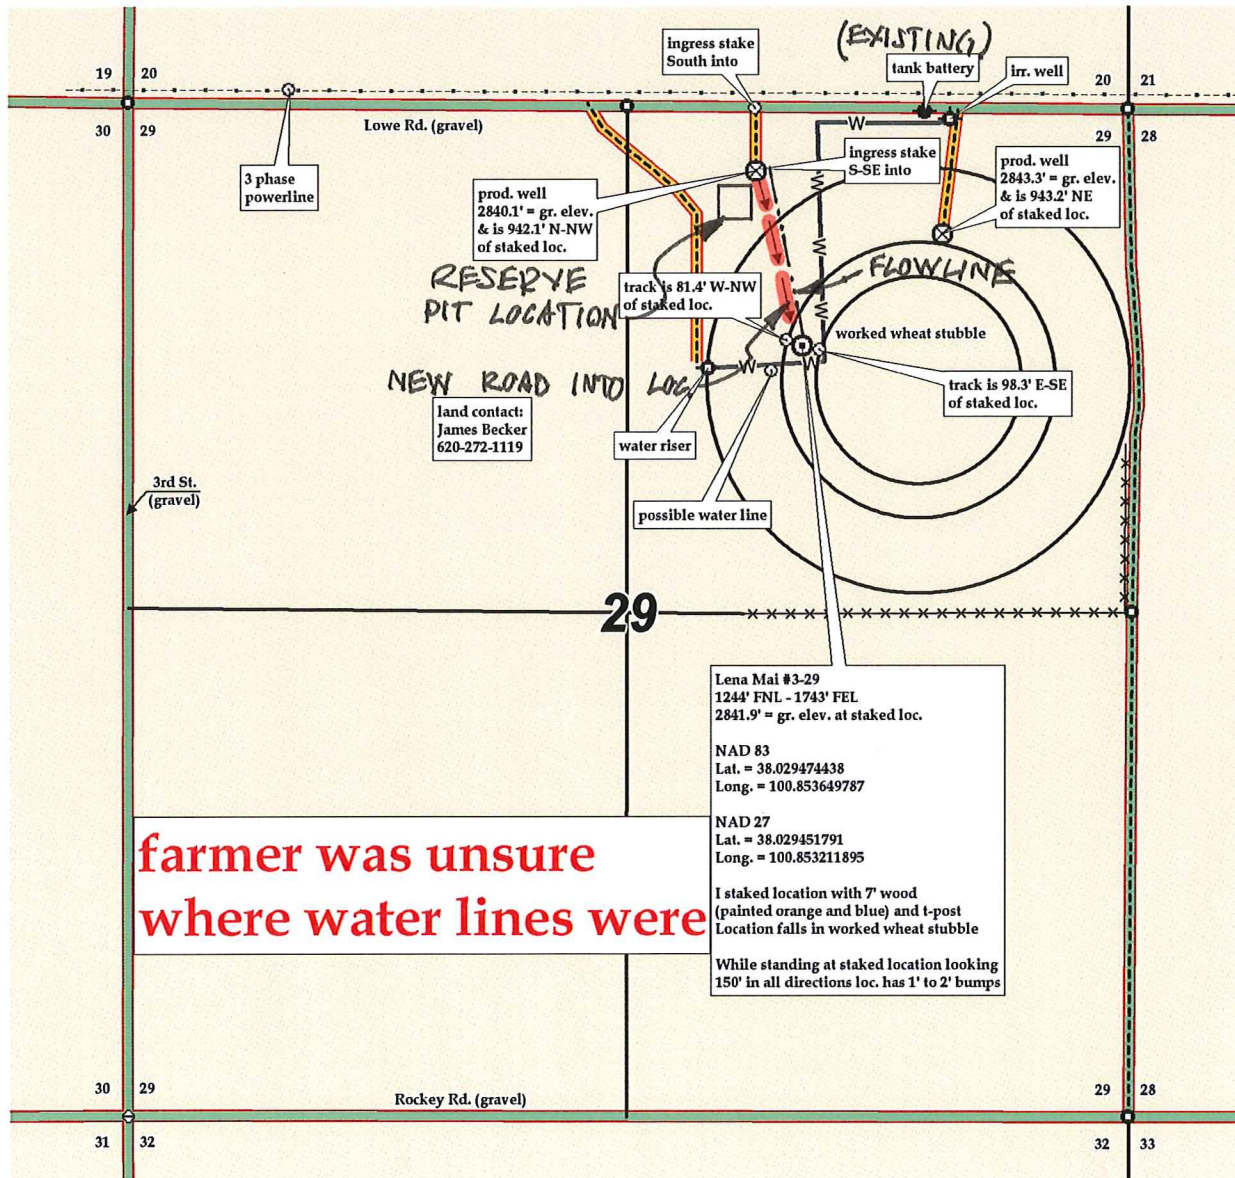 (EXISTING)
ingress stake
South into
tank battery
irr. well
19 20
20 21
30 29
29 28
Lowe Rd. (gravel)
3 phase
powerline
prod. well
2840.1' = gr. elev.
& is 942.1' N-NW
of staked loc.
W
ingress stake
S-SE into
prod. well
2843.3' = gr. elev.
& is 943.2' NE
of staked loc.
W
W
W
RESERVE
PIT LOCATION
track is 81.4' W-NW
of staked loc.
FLOWLINE
worked wheat stubble
W
W
NEW ROAD INTO LOC
track is 98.3' E-SE
of staked loc.
land contact:
James Becker
620-272-1119
water riser
possible water line
3rd St.
(gravel)
29
Lena Mai #3-29
1244' FNL - 1743' FEL
2841.9' = gr. elev. at staked loc.
NAD 83
Lat. = 38.029474438
Long. = 100.853649787
NAD 27
Lat. = 38.029451791
Long. = 100.853211895
I staked location with 7' wood
(painted orange and blue) and t-post
Location falls in worked wheat stubble
While standing at staked location looking
150' in all directions loc. has 1' to 2' bumps
farmer was unsure
where water lines were
30 29
29 28
Rockey Rd. (gravel)
31 32
32 33